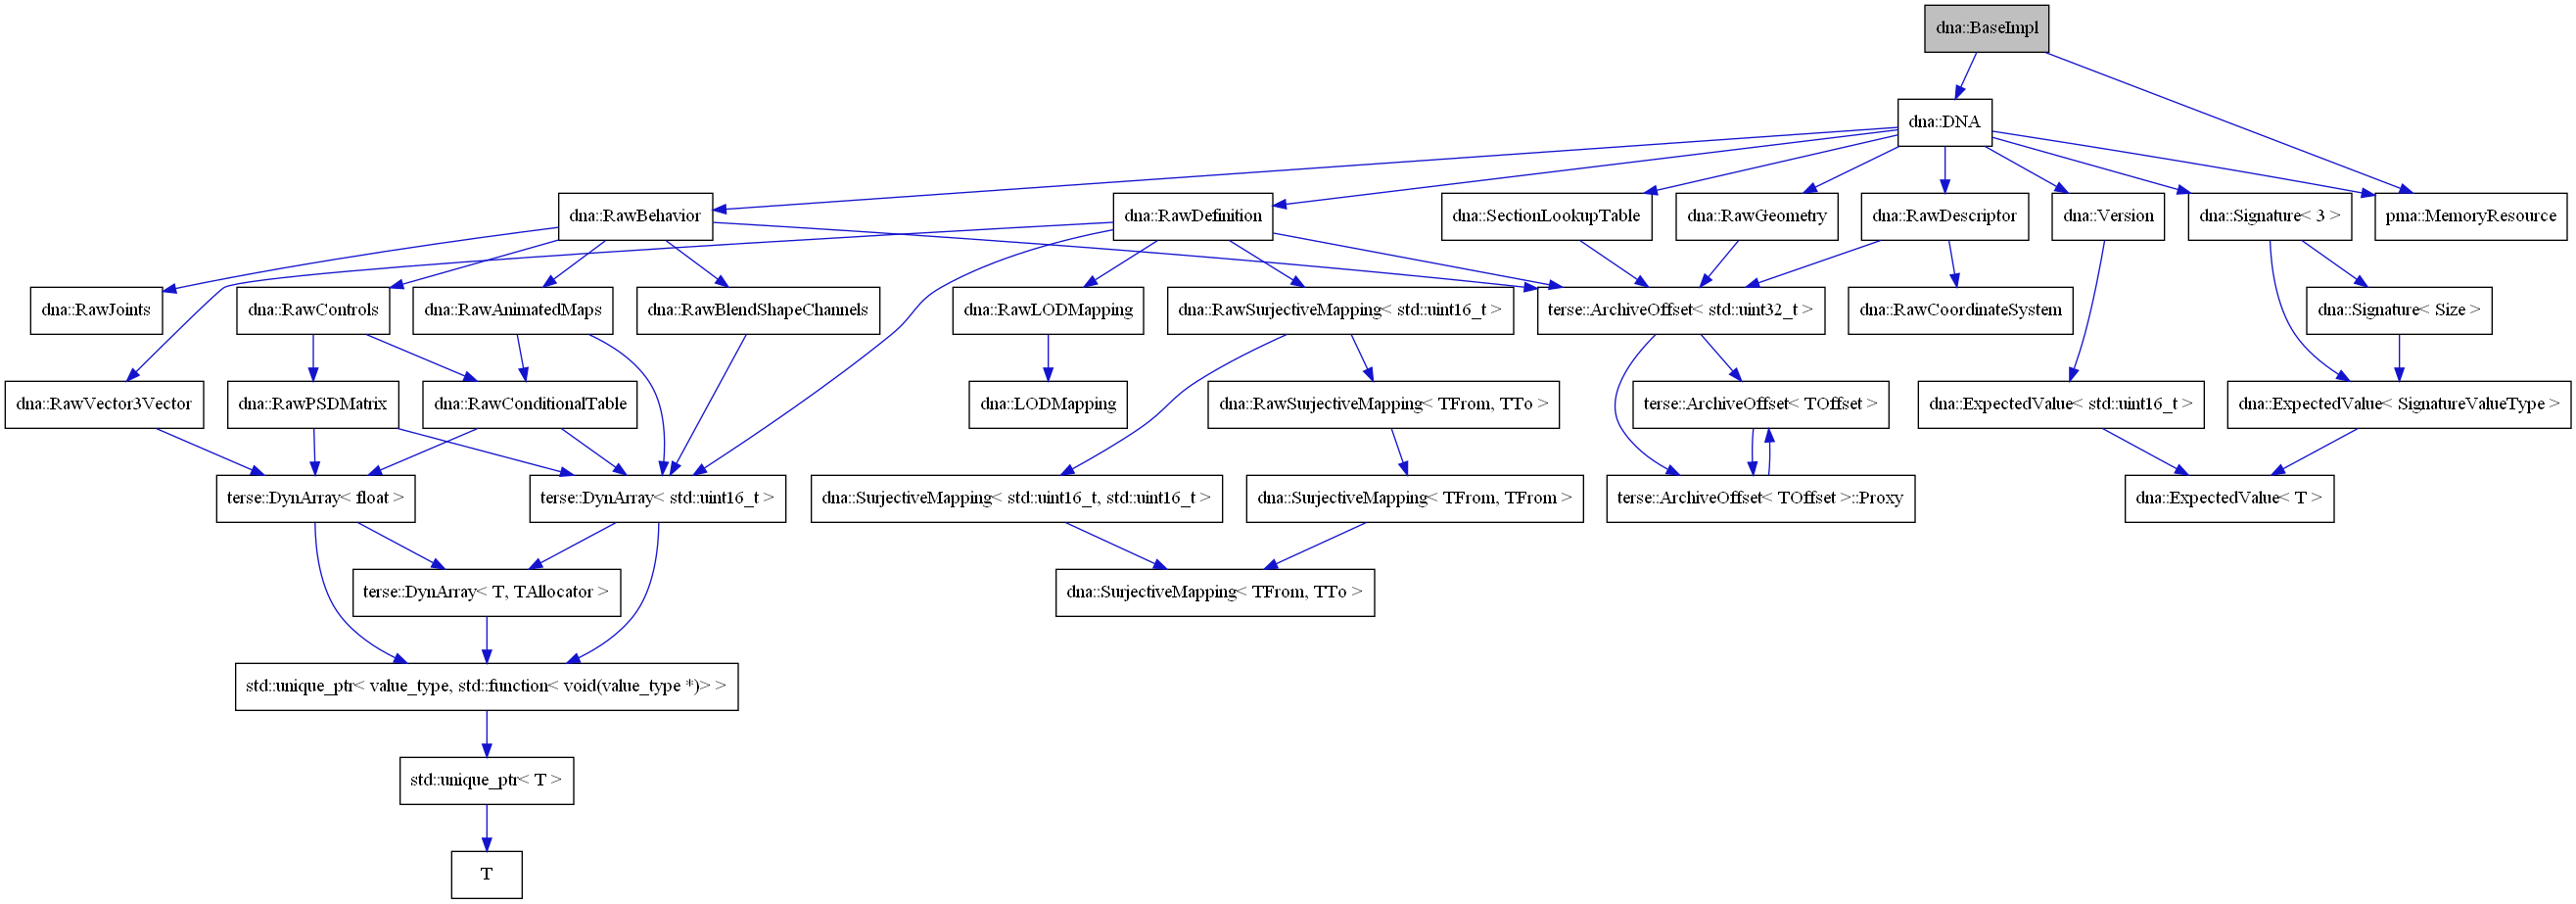 dna::BaseImpl
dna::DNA
dna::RawBehavior
dna::RawDefinition
dna::SectionLookupTable
dna::RawGeometry
dna::RawDescriptor
dna::Version
dna::Signature< 3 >
pma::MemoryResource
dna::RawJoints
dna::RawControls
dna::RawAnimatedMaps
dna::RawBlendShapeChannels
dna::RawLODMapping
dna::RawSurjectiveMapping< std::uint16_t >
terse::ArchiveOffset< std::uint32_t >
dna::RawCoordinateSystem
dna::Signature< Size >
dna::RawVector3Vector
dna::RawPSDMatrix
dna::RawConditionalTable
dna::LODMapping
dna::RawSurjectiveMapping< TFrom, TTo >
terse::ArchiveOffset< TOffset >
dna::ExpectedValue< std::uint16_t >
dna::ExpectedValue< SignatureValueType >
terse::DynArray< float >
terse::DynArray< std::uint16_t >
dna::SurjectiveMapping< std::uint16_t, std::uint16_t >
dna::SurjectiveMapping< TFrom, TFrom >
terse::ArchiveOffset< TOffset >::Proxy
dna::ExpectedValue< T >
terse::DynArray< T, TAllocator >
dna::SurjectiveMapping< TFrom, TTo >
std::unique_ptr< value_type, std::function< void(value_type *)> >
std::unique_ptr< T >
T